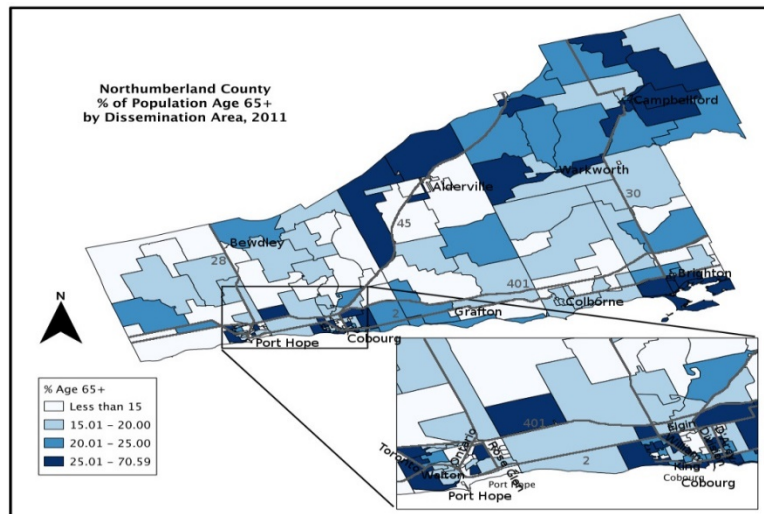 Northumberland County
% of Population Age 65+
by Dissemination Area, 2011
Campbellford
Warkworth
Alderville
30
45
Bewdley
28
401
Brighton
Colborne
2
Grafton
Port Hope
Cobourg
N
% Age 65+
Less than 15
15.01 - 20.00
20.01 - 25.00
25.01 - 70.59
401
Elgin
Ontario
Rose Glen
Toronto
Walton
2
King
Port Hope
Cobourg
Port Hope
Cobourg